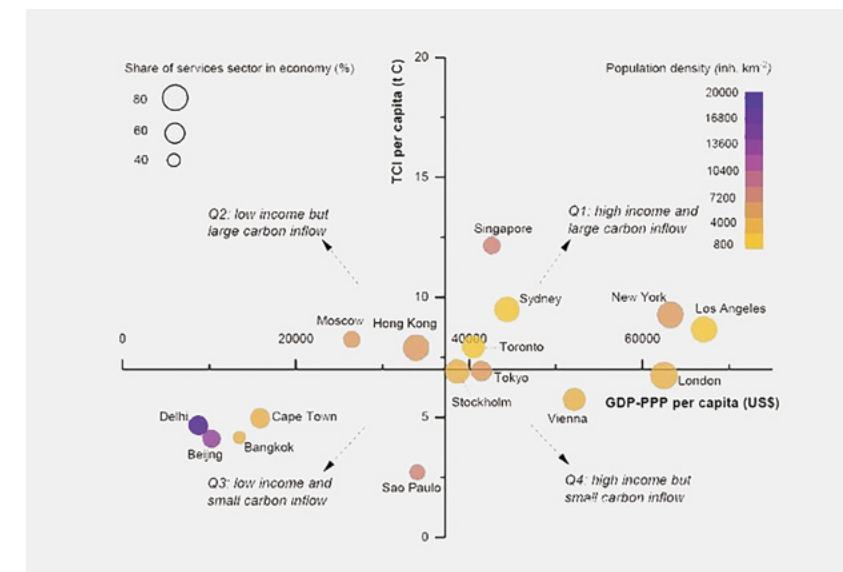 Share of services sector in economy (%)
80
60
40
TCI per capita (t C)
20
15
10
5
0
Population density (inh. km⁻²)
20000
16800
13600
10400
7200
4000
800
Q2: low income but
large carbon inflow
Q1: high income and
large carbon inflow
Singapore
Sydney
New York
Los Angeles
Moscow
Hong Kong
Toronto
0
20000
40000
60000
Tokyo
London
Stockholm
GDP-PPP per capita (US$)
Vienna
Delhi
Cape Town
Beijng
Bangkok
Sao Paulo
Q3: low income and
small carbon inflow
Q4: high income but
small carbon inflow